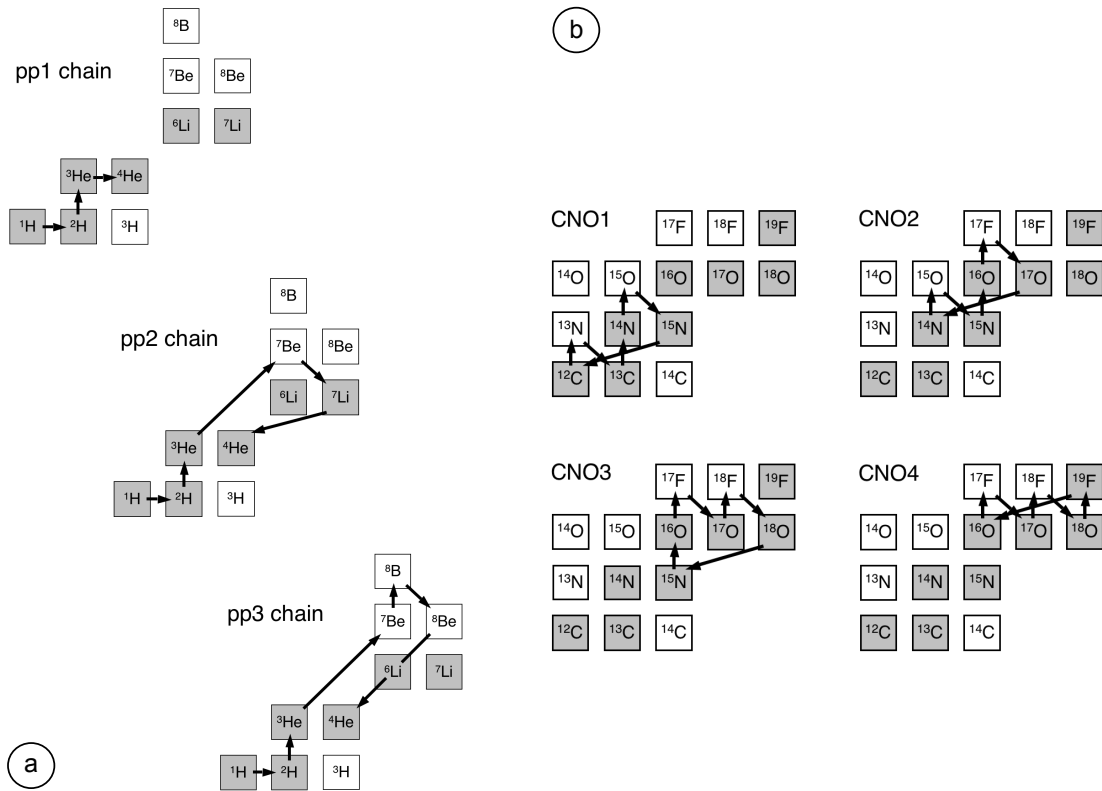 ⁸B
pp1 chain
⁷Be ⁸Be
⁶Li ⁷Li
³He ⁴He
¹H ²H ³H
⁸B
pp2 chain
⁷Be ⁸Be
⁶Li ⁷Li
³He ⁴He
¹H ²H ³H
⁸B
pp3 chain
⁷Be ⁸Be
⁶Li ⁷Li
³He ⁴He
¹H ²H ³H
a
b
CNO1
¹⁷F ¹⁸F ¹⁹F
¹⁴O ¹⁵O ¹⁶O ¹⁷O ¹⁸O
¹³N ¹⁴N ¹⁵N
¹²C ¹³C ¹⁴C
CNO2
¹⁷F ¹⁸F ¹⁹F
¹⁴O ¹⁵O ¹⁶O ¹⁷O ¹⁸O
¹³N ¹⁴N ¹⁵N
¹²C ¹³C ¹⁴C
CNO3
¹⁷F ¹⁸F ¹⁹F
¹⁴O ¹⁵O ¹⁶O ¹⁷O ¹⁸O
¹³N ¹⁴N ¹⁵N
¹²C ¹³C ¹⁴C
CNO4
¹⁷F ¹⁸F ¹⁹F
¹⁴O ¹⁵O ¹⁶O ¹⁷O ¹⁸O
¹³N ¹⁴N ¹⁵N
¹²C ¹³C ¹⁴C